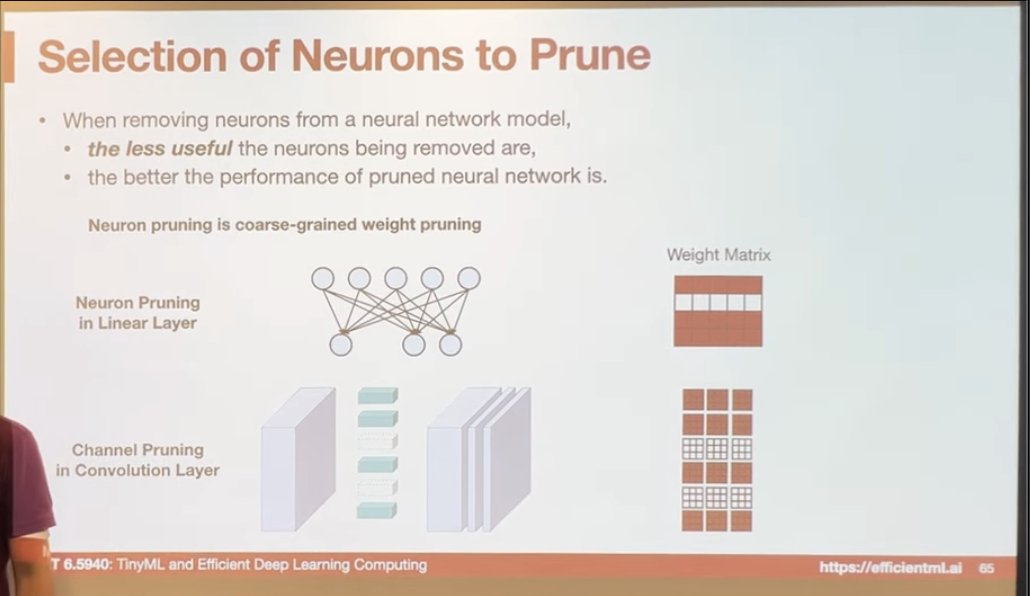 Selection of Neurons to Prune
• When removing neurons from a neural network model,
• the less useful the neurons being removed are,
• the better the performance of pruned neural network is.
Neuron pruning is coarse-grained weight pruning
Weight Matrix
Neuron Pruning
in Linear Layer
Channel Pruning
in Convolution Layer
T 6.5940: TinyML and Efficient Deep Learning Computing
https://efficientml.ai 65